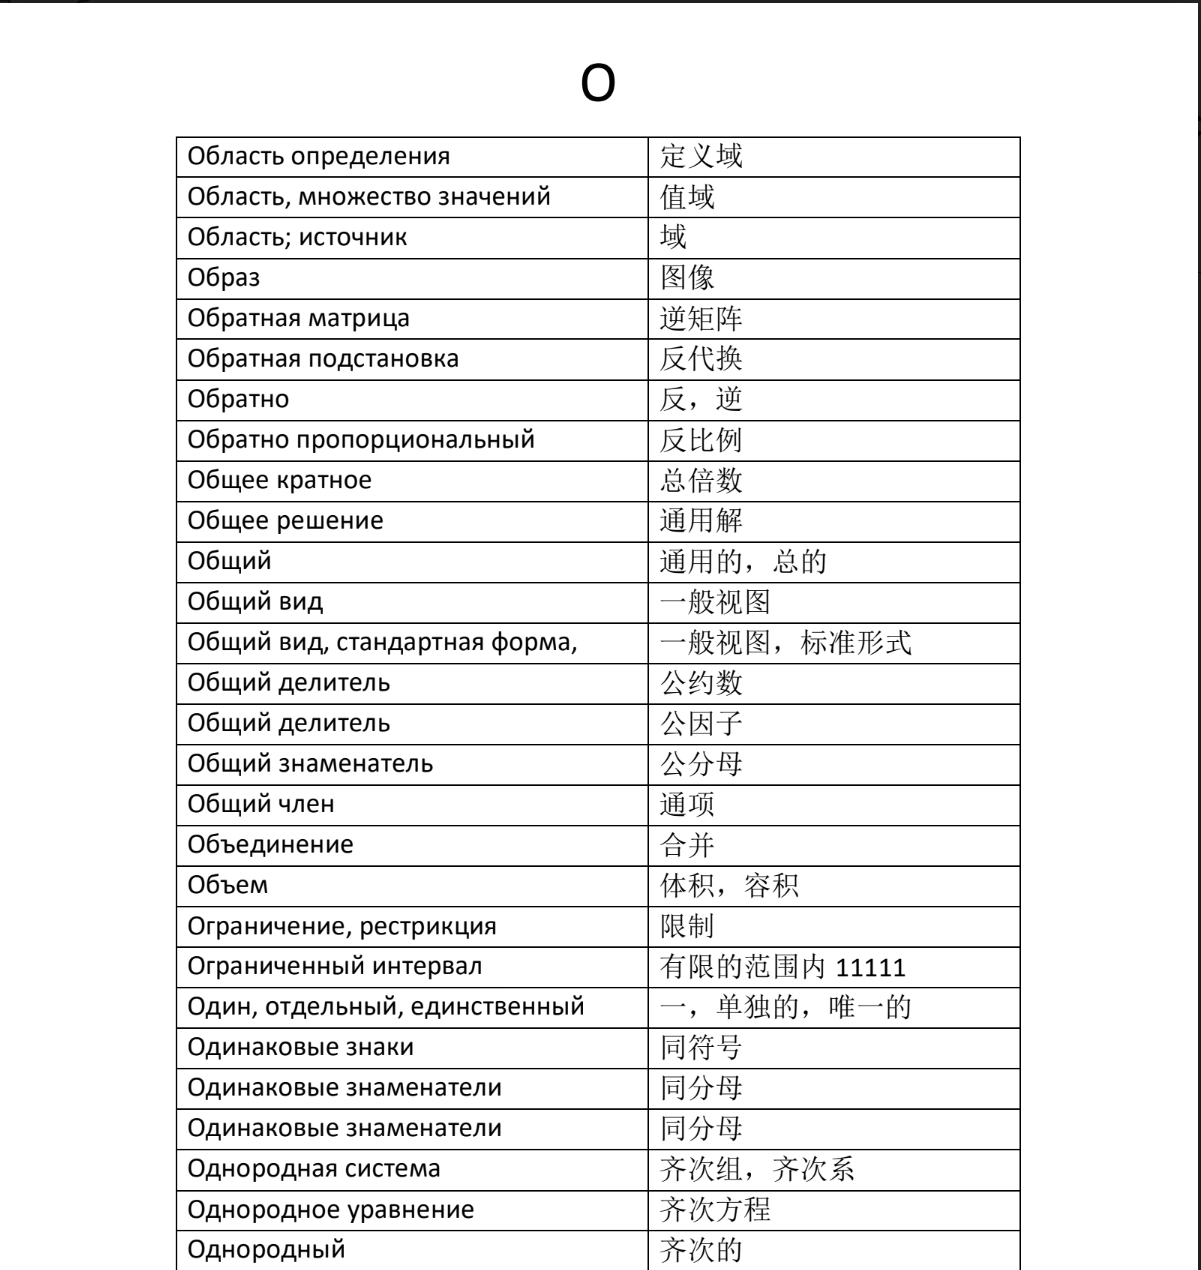 О
Область определения 定义域
Область, множество значений 值域
Область; источник 域
Образ 图像
Обратная матрица 逆矩阵
Обратная подстановка 反代换
Обратно 反，逆
Обратно пропорциональный 反比例
Общее кратное 总倍数
Общее решение 通用解
Общий 通用的，总的
Общий вид 一般视图
Общий вид, стандартная форма, 一般视图，标准形式
Общий делитель 公约数
Общий делитель 公因子
Общий знаменатель 公分母
Общий член 通项
Объединение 合并
Объем 体积，容积
Ограничение, рестрикция 限制
Ограниченный интервал 有限的范围内 11111
Один, отдельный, единственный 一，单独的，唯一的
Одинаковые знаки 同符号
Одинаковые знаменатели 同分母
Одинаковые знаменатели 同分母
Однородная система 齐次组，齐次系
Однородное уравнение 齐次方程
Однородный 齐次的